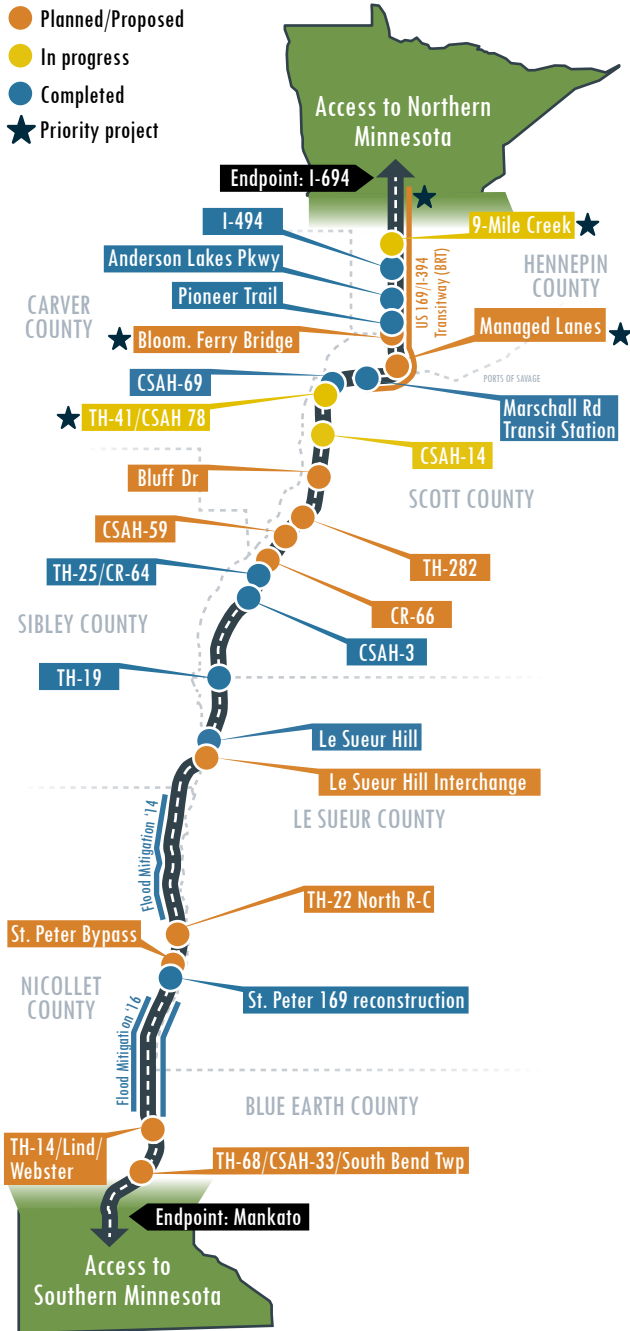 Planned/Proposed
In progress
Completed
Priority project
Access to Northern
Minnesota
Endpoint: I-694
I-494
9-Mile Creek
Anderson Lakes Pkwy
HENNEPIN
COUNTY
US 169/I-394
Transitway (BRT)
Pioneer Trail
CARVER
COUNTY
Managed Lanes
Bloom. Ferry Bridge
CSAH-69
PORTS OF SAVAGE
Marschall Rd
Transit Station
TH-41/CSAH 78
CSAH-14
Bluff Dr
SCOTT COUNTY
CSAH-59
TH-282
TH-25/CR-64
CR-66
SIBLEY COUNTY
CSAH-3
TH-19
Le Sueur Hill
Le Sueur Hill Interchange
Flood Mitigation '14
LE SUEUR COUNTY
TH-22 North R-C
St. Peter Bypass
NICOLLET
COUNTY
St. Peter 169 reconstruction
Flood Mitigation '16
BLUE EARTH COUNTY
TH-14/Lind/
Webster
TH-68/CSAH-33/South Bend Twp
Endpoint: Mankato
Access to
Southern Minnesota